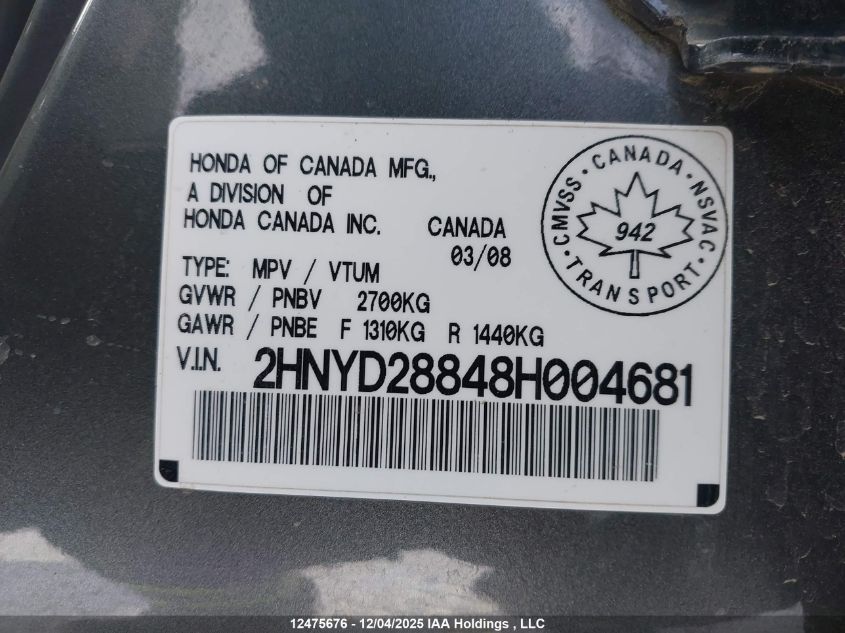 HONDA OF CANADA MFG.,
A DIVISION OF
HONDA CANADA INC. CANADA
03/08
TYPE: MPV / VTUM
GVWR / PNBV 2700KG
GAWR / PNBE F 1310KG R 1440KG
V.I.N. 2HNYD28848H004681
CANADA
CMVSS NSVAC
942
TRANSPORT
12475676 - 12/04/2025 IAA Holdings , LLC